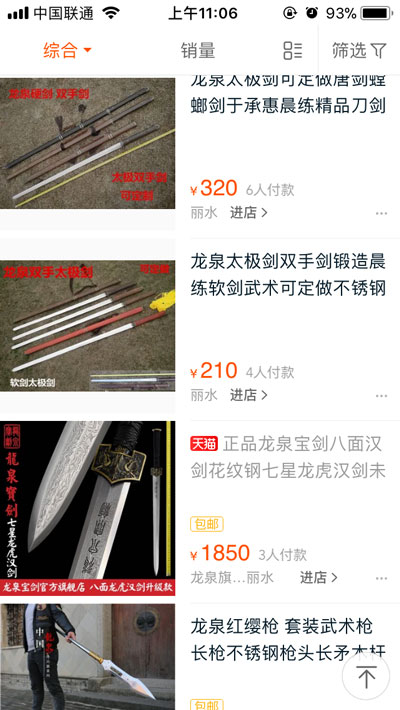 中国联通
上午11:06
93%
综合
销量
筛选
龙泉硬剑 双手剑
太极双手剑
可定制
龙泉太极剑可定做唐剑螳
螂剑于承惠晨练精品刀剑
¥320 6人付款
丽水 进店 >
龙泉双手太极剑
软剑太极剑
龙泉太极剑双手剑锻造晨
练软剑武术可定做不锈钢
¥210 4人付款
丽水 进店 >
龍泉寶劍
七星龙虎汉剑
龙泉宝剑官方旗舰店 八面龙虎汉剑升级款
天猫 正品龙泉宝剑八面汉
剑花纹钢七星龙虎汉剑未
包邮
¥1850 3人付款
龙泉旗...丽水 进店 >
中国
龙泉红缨枪 套装武术枪
长枪不锈钢枪头长矛木杆
包邮